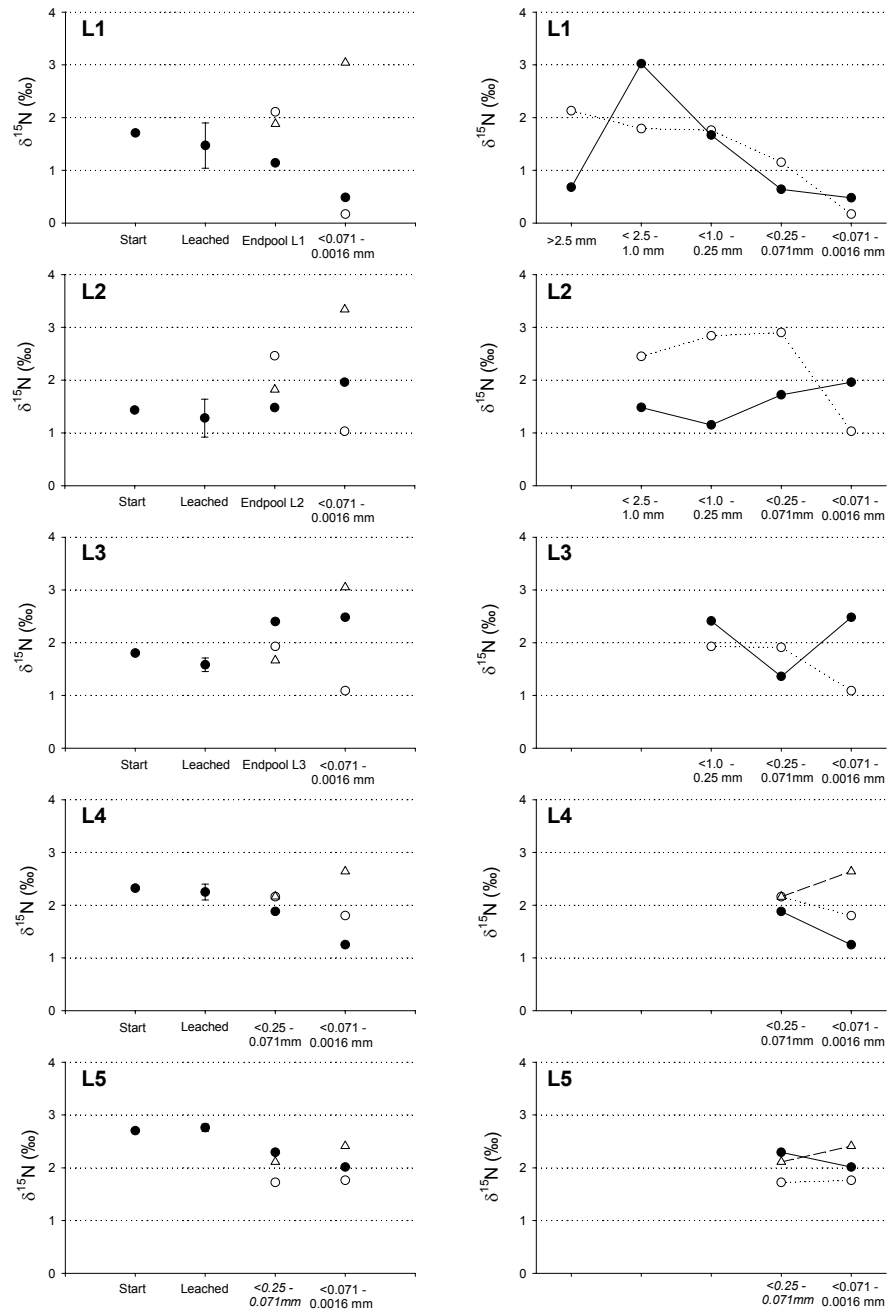 L1
4
3
2
1
0
δ15N (‰)
Start Leached Endpool L1 <0.071 -
0.0016 mm
L1
4
3
2
1
0
δ15N (‰)
>2.5 mm < 2.5 - <1.0 - <0.25 - <0.071 -
1.0 mm 0.25 mm 0.071mm 0.0016 mm
L2
4
3
2
1
0
δ15N (‰)
Start Leached Endpool L2 <0.071 -
0.0016 mm
L2
4
3
2
1
0
δ15N (‰)
< 2.5 - <1.0 - <0.25 - <0.071 -
1.0 mm 0.25 mm 0.071mm 0.0016 mm
L3
4
3
2
1
0
δ15N (‰)
Start Leached Endpool L3 <0.071 -
0.0016 mm
L3
4
3
2
1
0
δ15N (‰)
<1.0 - <0.25 - <0.071 -
0.25 mm 0.071mm 0.0016 mm
L4
4
3
2
1
0
δ15N (‰)
Start Leached <0.25 - <0.071 -
0.071mm 0.0016 mm
L4
4
3
2
1
0
δ15N (‰)
<0.25 - <0.071 -
0.071mm 0.0016 mm
L5
4
3
2
1
0
δ15N (‰)
Start Leached <0.25 - <0.071 -
0.071mm 0.0016 mm
L5
4
3
2
1
0
δ15N (‰)
<0.25 - <0.071 -
0.071mm 0.0016 mm